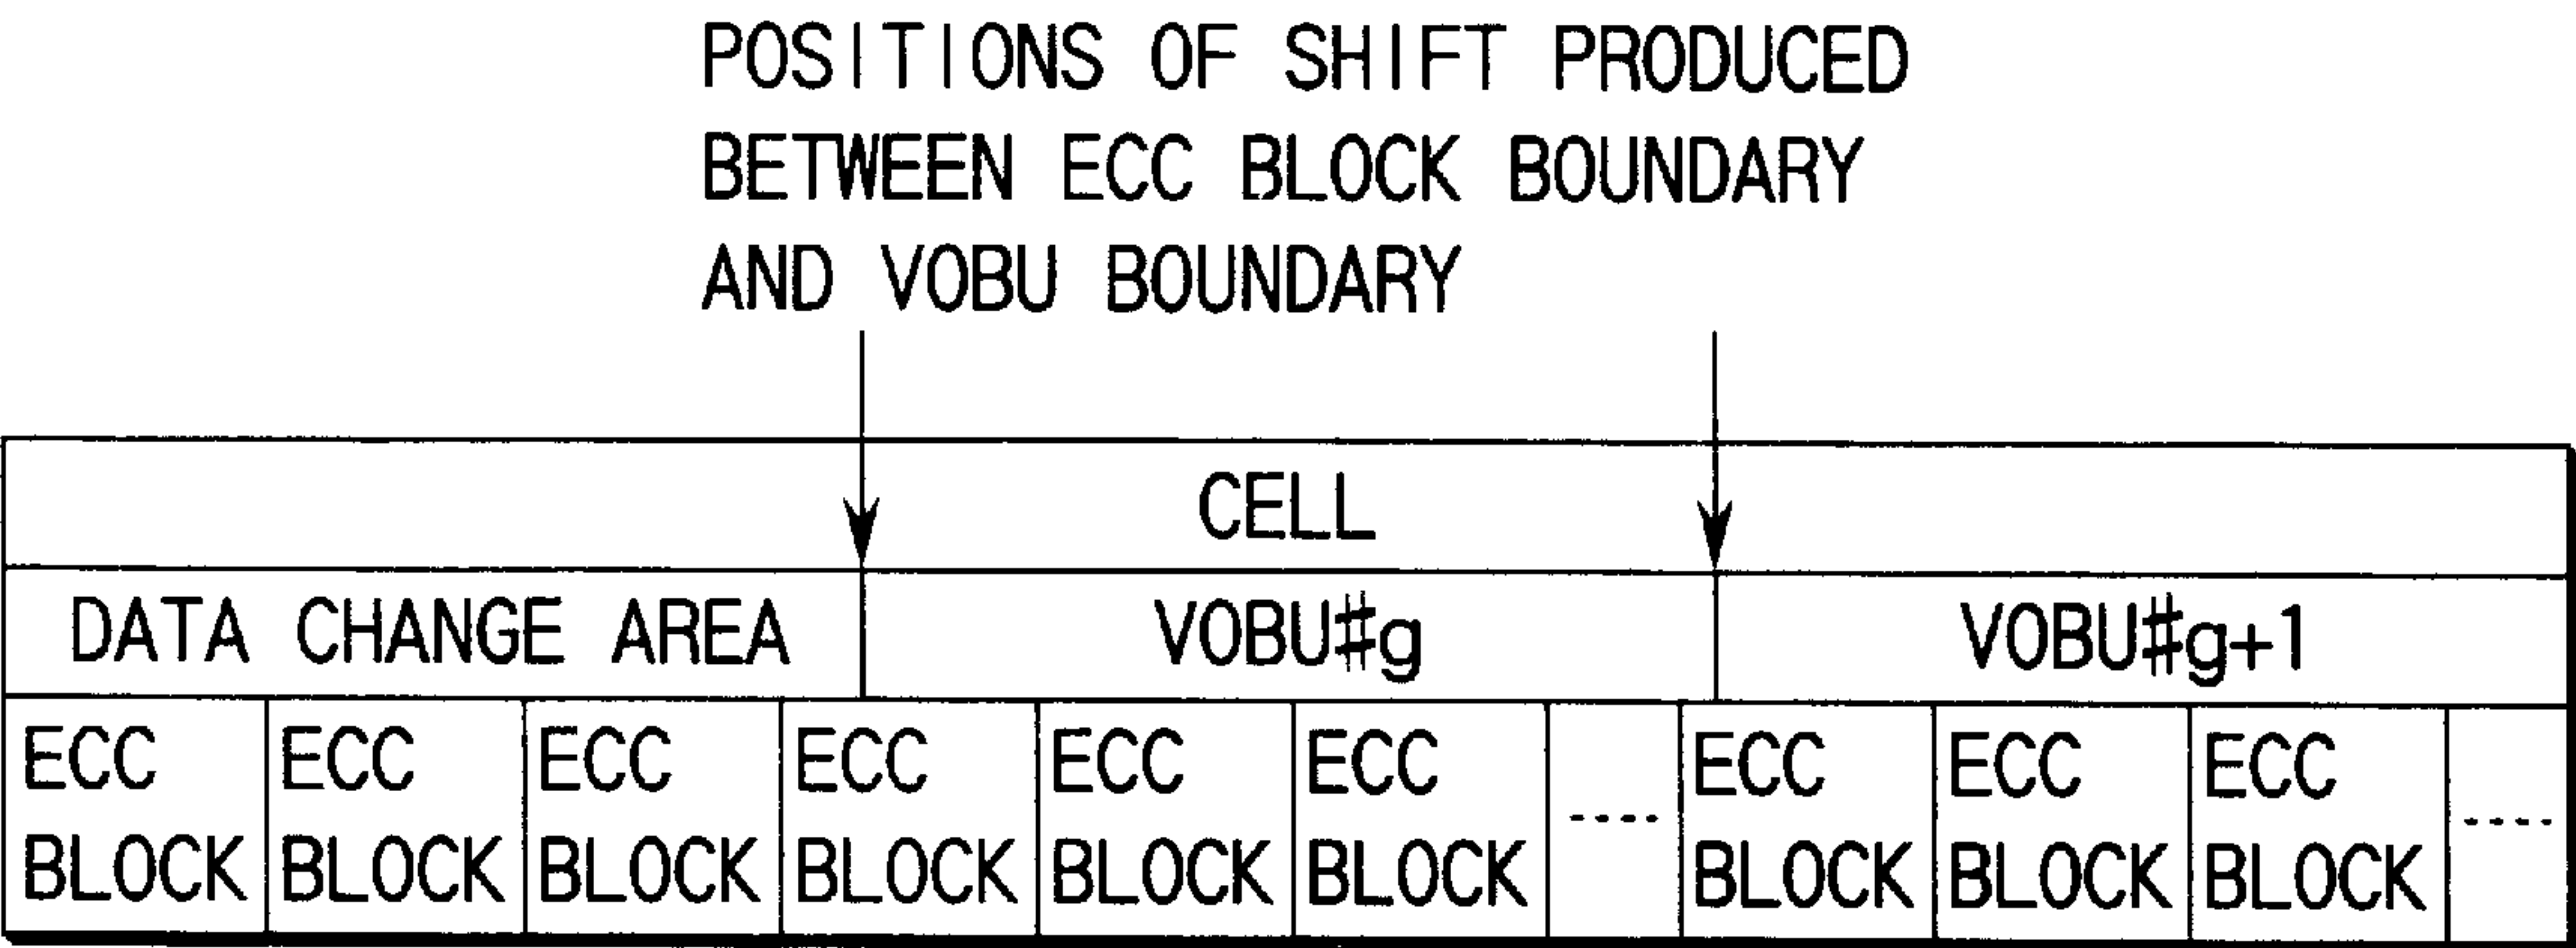 POSITIONS OF SHIFT PRODUCED
BETWEEN ECC BLOCK BOUNDARY
AND VOBU BOUNDARY
CELL
DATA CHANGE AREA VOBU#g VOBU#g+1
ECC ECC ECC ECC ECC ECC ECC ECC ECC
BLOCK BLOCK BLOCK BLOCK BLOCK BLOCK ---- BLOCK BLOCK BLOCK ----